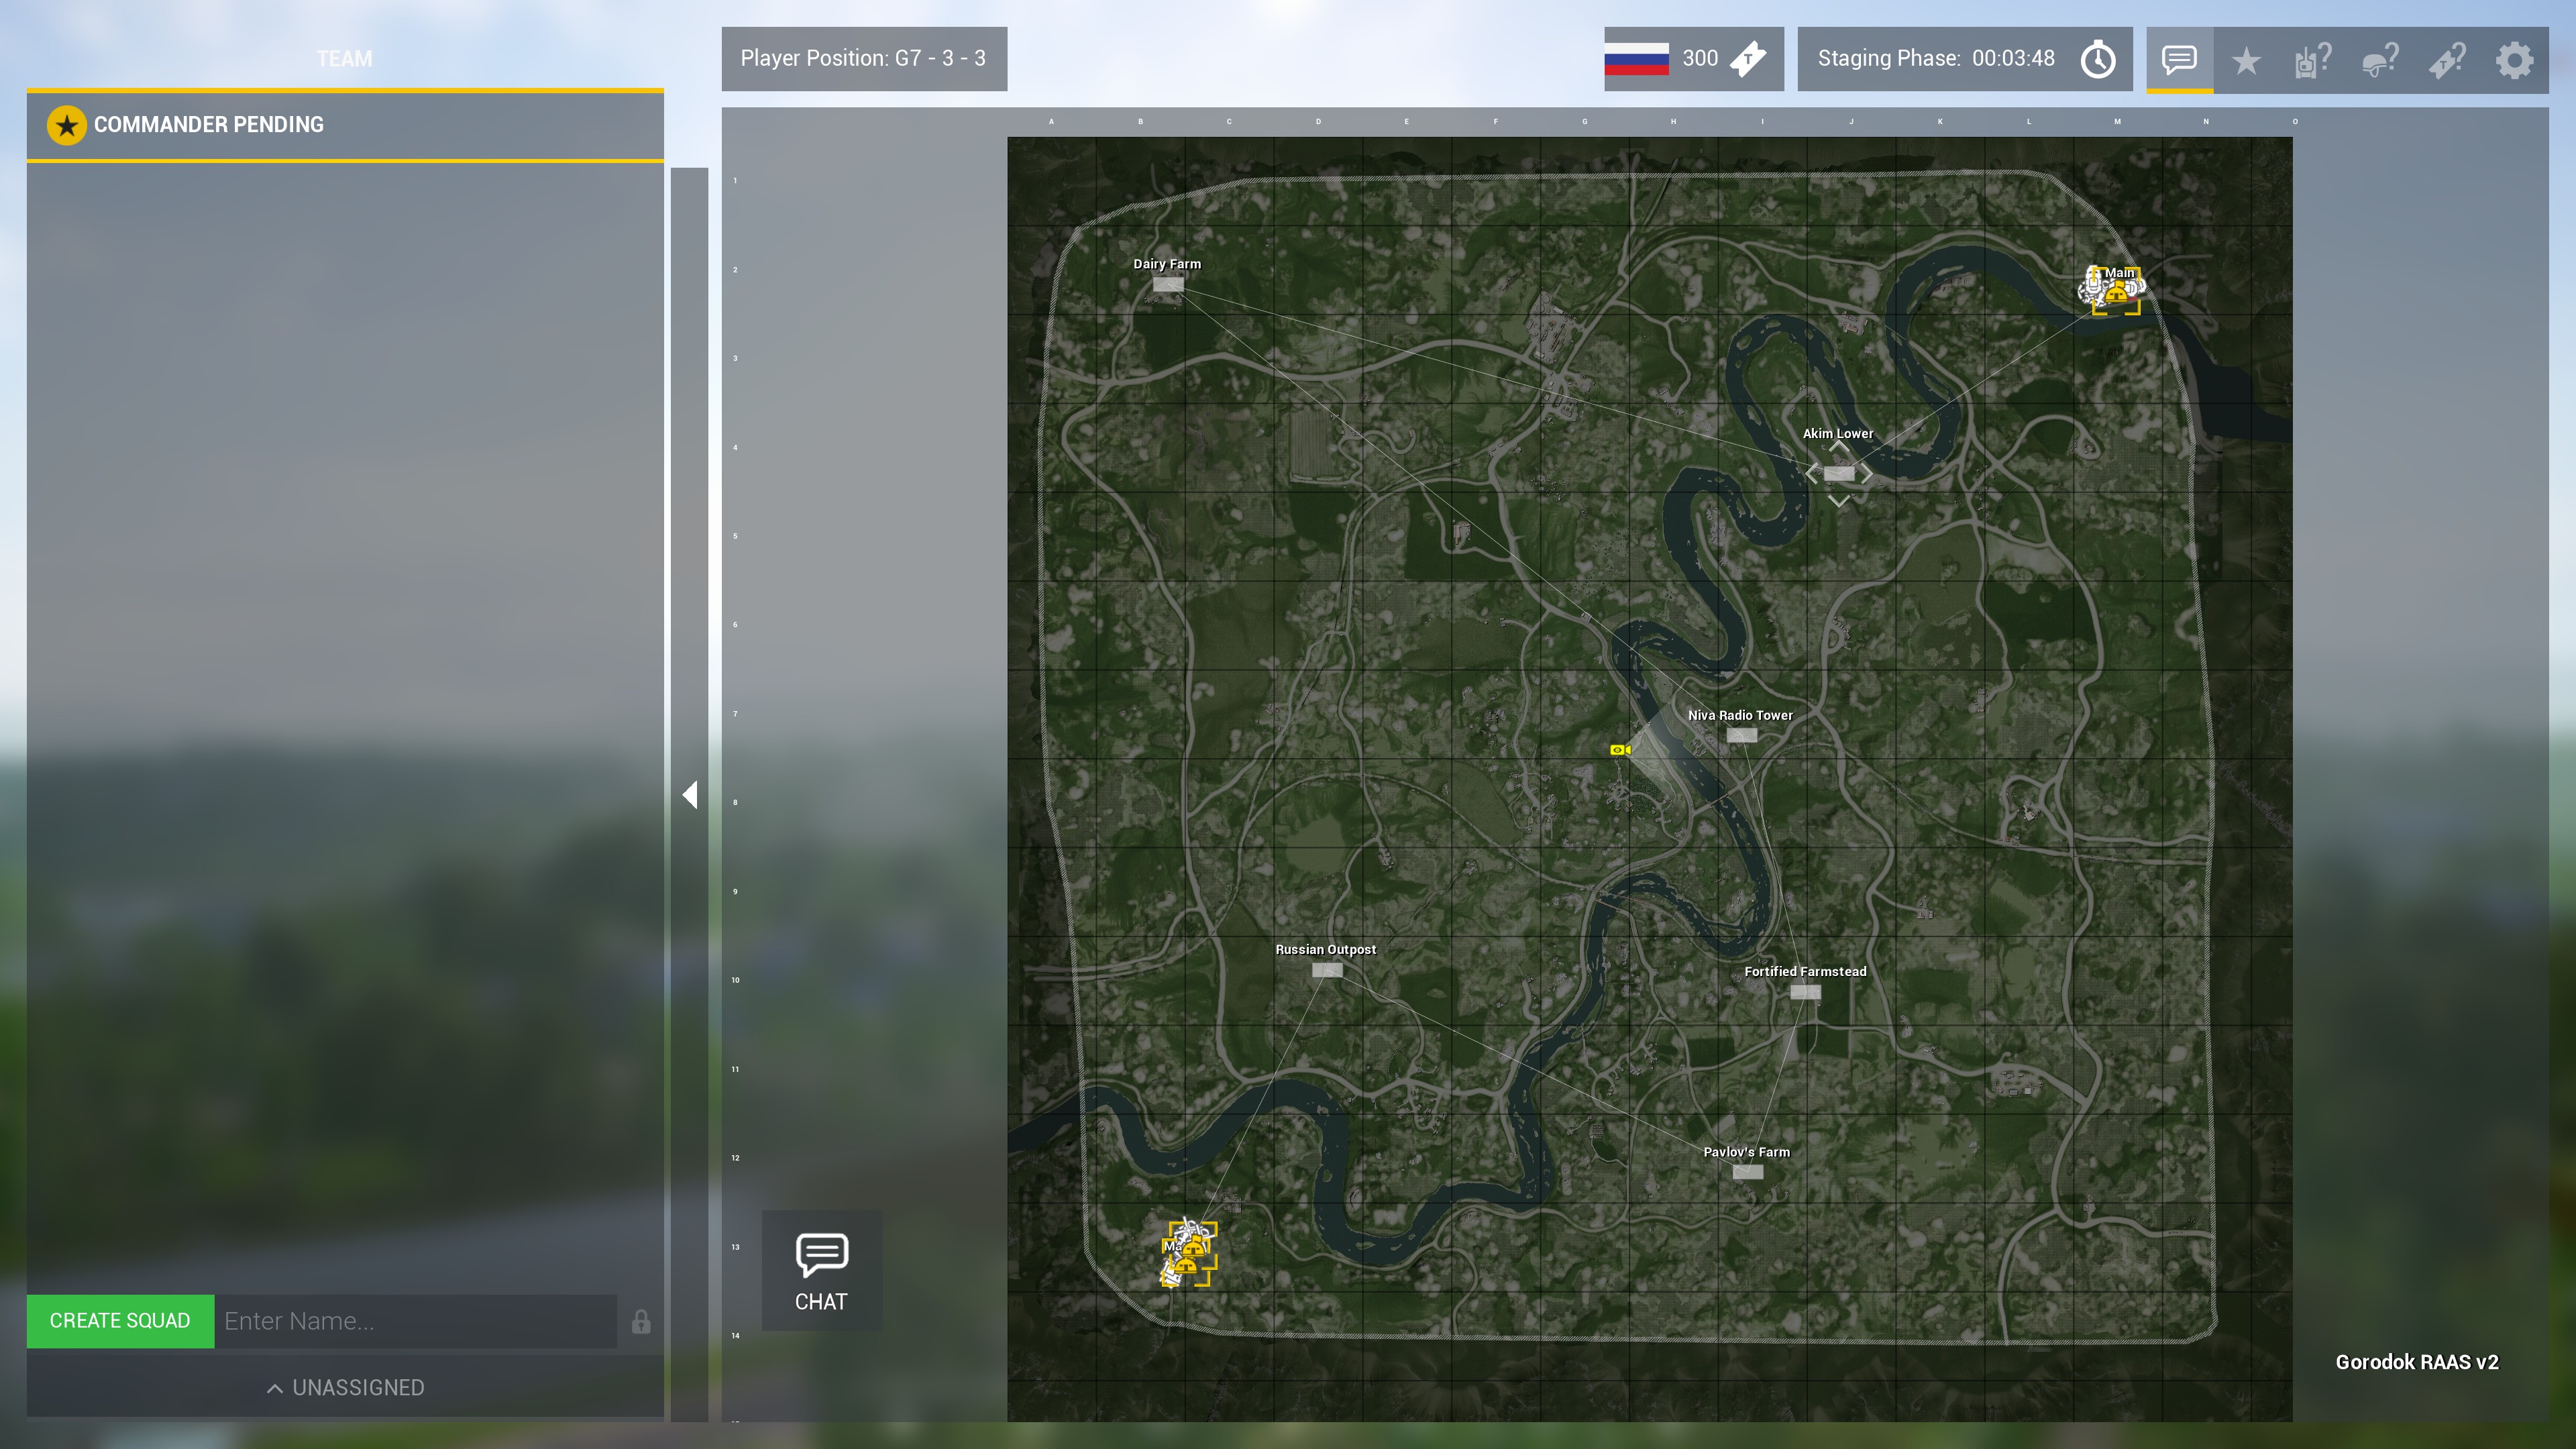 TEAM
Player Position: G7 - 3 - 3
300
Staging Phase: 00:03:48
COMMANDER PENDING
A B C D E F G H I J K L M N O
1
2
3
4
5
6
7
8
9
10
11
12
13
14
Dairy Farm
Main
Akim Lower
Niva Radio Tower
Russian Outpost
Fortified Farmstead
Pavlov's Farm
CHAT
CREATE SQUAD
Enter Name...
UNASSIGNED
Gorodok RAAS v2